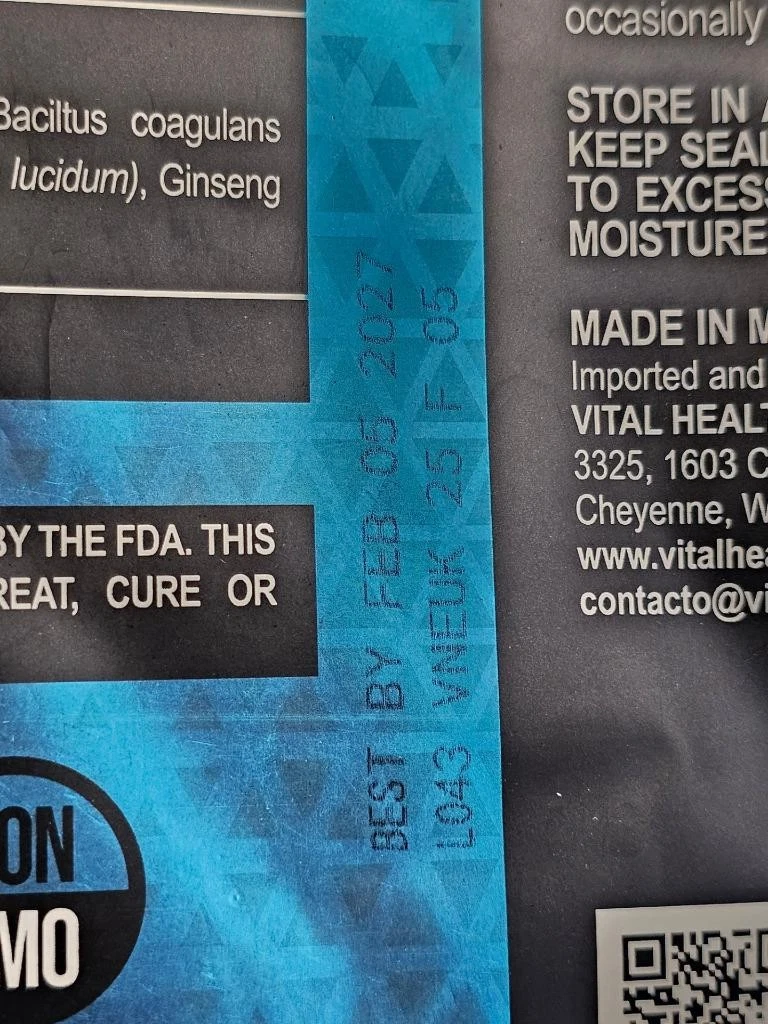 Baciltus coagulans
lucidum), Ginseng
BY THE FDA. THIS
REAT, CURE OR
ON
MO
BEST BY FEB 05 2027
L043 VNEUK 25 F 05
occasionally
STORE IN A
KEEP SEAL
TO EXCESS
MOISTURE
MADE IN M
Imported and
VITAL HEALT
3325, 1603 C
Cheyenne, W
www.vitalhea
contacto@vi